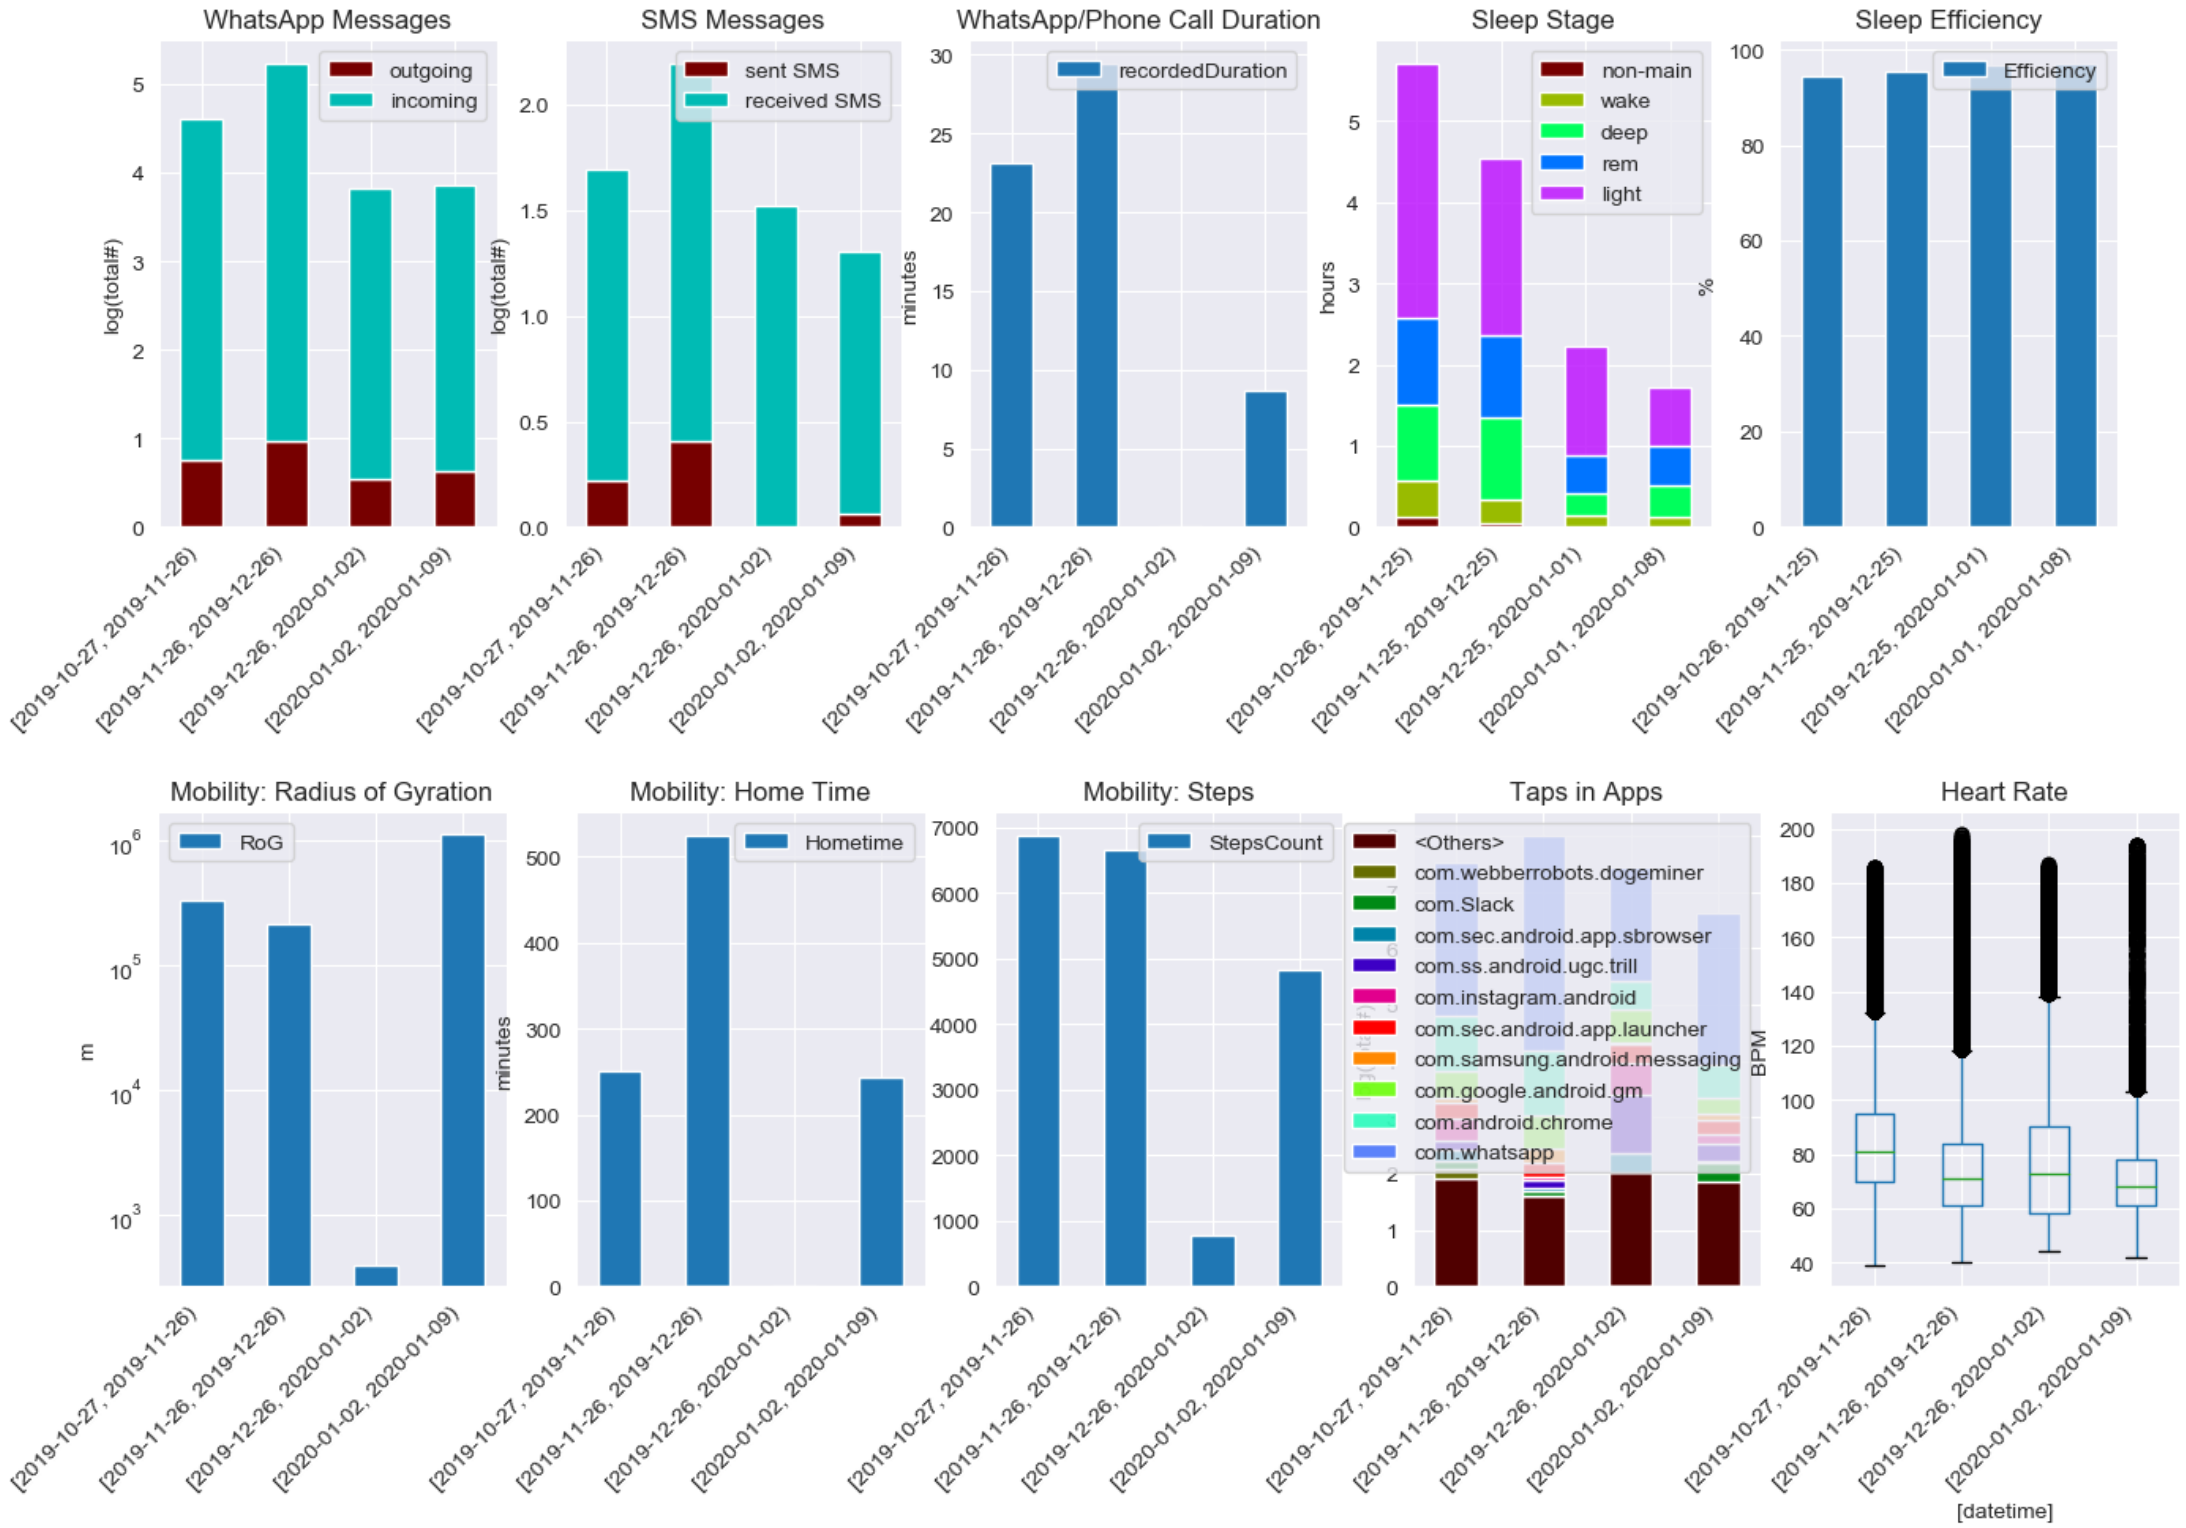 WhatsApp Messages
outgoing
incoming
log(total#)
5
4
3
2
1
0
[2019-10-27, 2019-11-26)
[2019-11-26, 2019-12-26)
[2019-12-26, 2020-01-02)
[2020-01-02, 2020-01-09)
SMS Messages
sent SMS
received SMS
log(total#)
2.0
1.5
1.0
0.5
0.0
[2019-10-27, 2019-11-26)
[2019-11-26, 2019-12-26)
[2019-12-26, 2020-01-02)
[2020-01-02, 2020-01-09)
WhatsApp/Phone Call Duration
recordedDuration
minutes
30
25
20
15
10
5
0
[2019-10-27, 2019-11-26)
[2019-11-26, 2019-12-26)
[2019-12-26, 2020-01-02)
[2020-01-02, 2020-01-09)
Sleep Stage
non-main
wake
deep
rem
light
hours
5
4
3
2
1
0
[2019-10-26, 2019-11-25)
[2019-11-25, 2019-12-25)
[2019-12-25, 2020-01-01)
[2020-01-01, 2020-01-08)
Sleep Efficiency
Efficiency
%
100
80
60
40
20
0
[2019-10-26, 2019-11-25)
[2019-11-25, 2019-12-25)
[2019-12-25, 2020-01-01)
[2020-01-01, 2020-01-08)
Mobility: Radius of Gyration
RoG
m
10^6
10^5
10^4
10^3
[2019-10-27, 2019-11-26)
[2019-11-26, 2019-12-26)
[2019-12-26, 2020-01-02)
[2020-01-02, 2020-01-09)
Mobility: Home Time
Hometime
minutes
500
400
300
200
100
0
[2019-10-27, 2019-11-26)
[2019-11-26, 2019-12-26)
[2019-12-26, 2020-01-02)
[2020-01-02, 2020-01-09)
Mobility: Steps
StepsCount
7000
6000
5000
4000
3000
2000
1000
0
[2019-10-27, 2019-11-26)
[2019-11-26, 2019-12-26)
[2019-12-26, 2020-01-02)
[2020-01-02, 2020-01-09)
Taps in Apps
<Others>
com.webberrobots.dogeminer
com.Slack
com.sec.android.app.sbrowser
com.ss.android.ugc.trill
com.instagram.android
com.sec.android.app.launcher
com.samsung.android.messaging
com.google.android.gm
com.android.chrome
com.whatsapp
7
6
2
1
0
[2019-10-27, 2019-11-26)
[2019-11-26, 2019-12-26)
[2019-12-26, 2020-01-02)
[2020-01-02, 2020-01-09)
Heart Rate
BPM
200
180
160
140
120
100
80
60
40
[2019-10-27, 2019-11-26)
[2019-11-26, 2019-12-26)
[2019-12-26, 2020-01-02)
[2020-01-02, 2020-01-09)
[datetime]